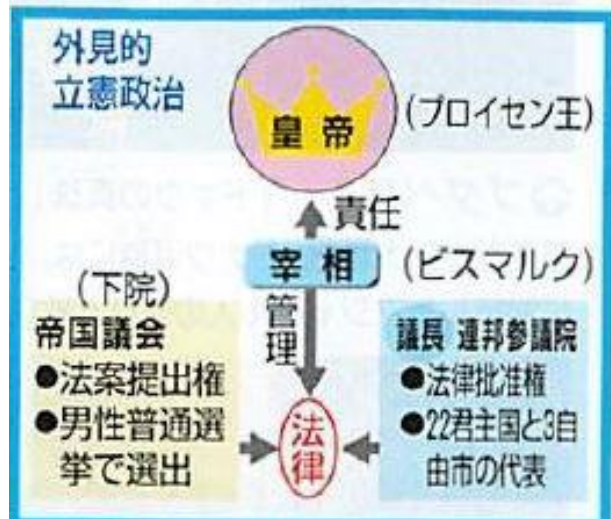 外見的
立憲政治
皇帝
(プロイセン王)
責任
宰相
(ビスマルク)
管理
(下院)
帝国議会
●法案提出権
●男性普通選
挙で選出
法律
議長 連邦参議院
●法律批准権
●22君主国と3自
由市の代表